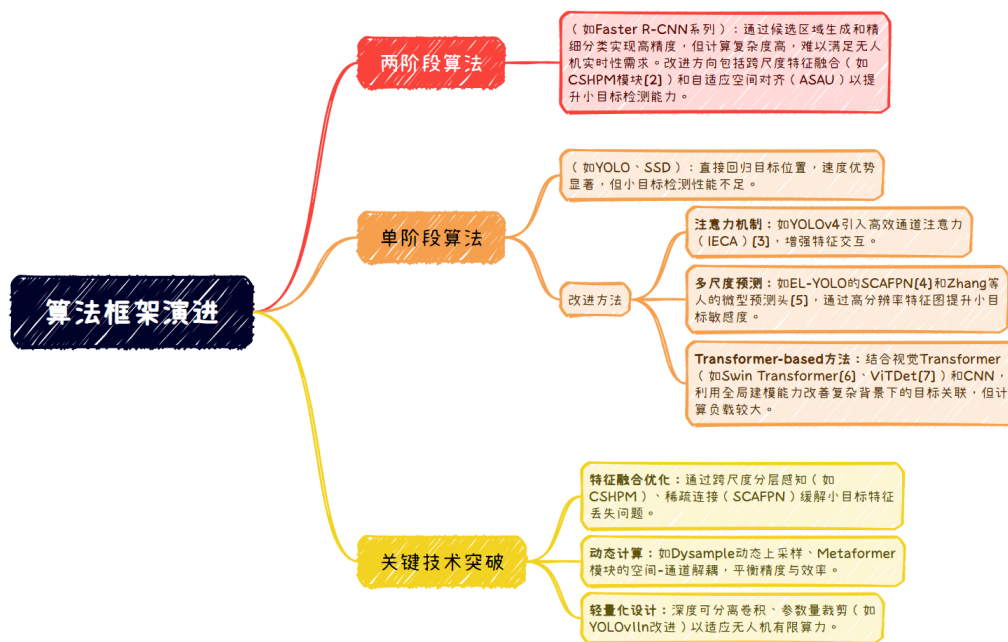 算法框架演进
两阶段算法
（如Faster R-CNN系列）：通过候选区域生成和精
细分类实现高精度，但计算复杂度高，难以满足无人
机实时性需求。改进方向包括跨尺度特征融合（如
CSHPM模块[2]）和自适应空间对齐（ASAU）以提
升小目标检测能力。
单阶段算法
（如YOLO、SSD）：直接回归目标位置，速度优势
显著，但小目标检测性能不足。
改进方法
注意力机制：如YOLOv4引入高效通道注意力
（IECA）[3]，增强特征交互。
多尺度预测：如EL-YOLO的SCAFPN[4]和Zhang等
人的微型预测头[5]，通过高分辨率特征图提升小目
标敏感度。
Transformer-based方法：结合视觉Transformer
（如Swin Transformer[6]、ViTDet[7]）和CNN，
利用全局建模能力改善复杂背景下的目标关联，但计
算负载较大。
关键技术突破
特征融合优化：通过跨尺度分层感知（如
CSHPM）、稀疏连接（SCAFPN）缓解小目标特征
丢失问题。
动态计算：如Dysample动态上采样、Metaformer
模块的空间-通道解耦，平衡精度与效率。
轻量化设计：深度可分离卷积、参数量裁剪（如
YOLOv11n改进）以适应无人机有限算力。